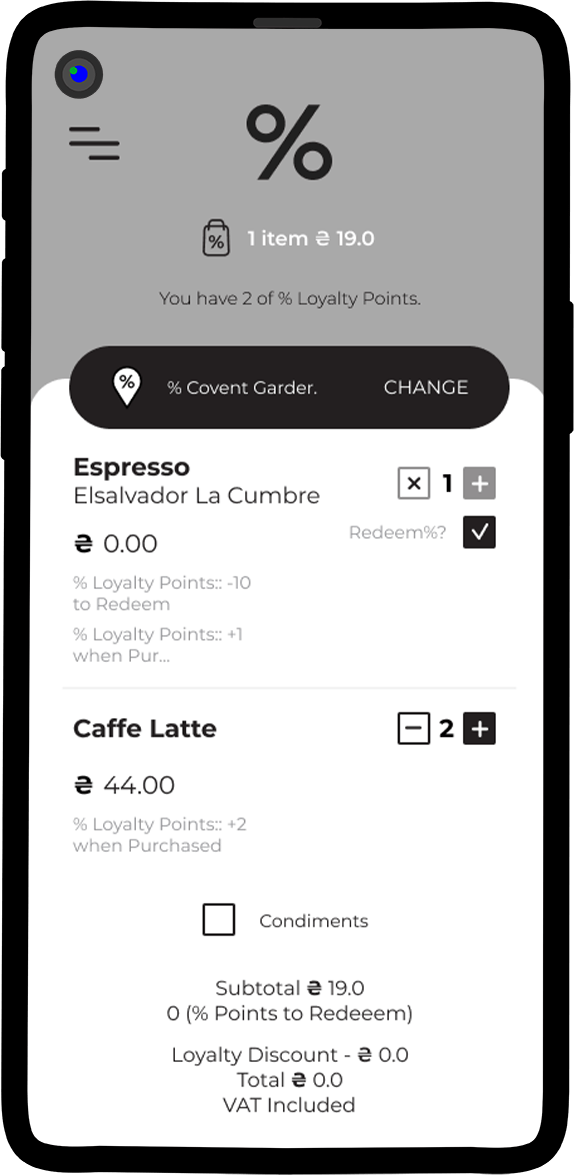 %
1 item ₴ 19.0
You have 2 of % Loyalty Points.
% Covent Garder. CHANGE
Espresso
Elsalvador La Cumbre
1
₴ 0.00
Redeem%?
% Loyalty Points:: -10
to Redeem
% Loyalty Points:: +1
when Pur...
Caffe Latte
2
₴ 44.00
% Loyalty Points:: +2
when Purchased
Condiments
Subtotal ₴ 19.0
0 (% Points to Redeeem)
Loyalty Discount - ₴ 0.0
Total ₴ 0.0
VAT Included